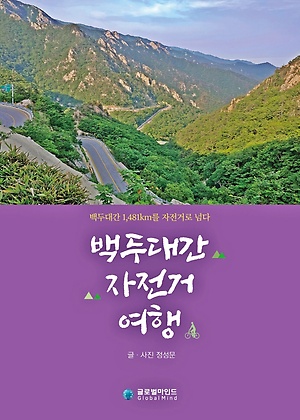 백두대간 1,481km를 자전거로 넘다
백두대간
자전거
여행
글 · 사진 정성문
글로벌마인드
GlobalMind